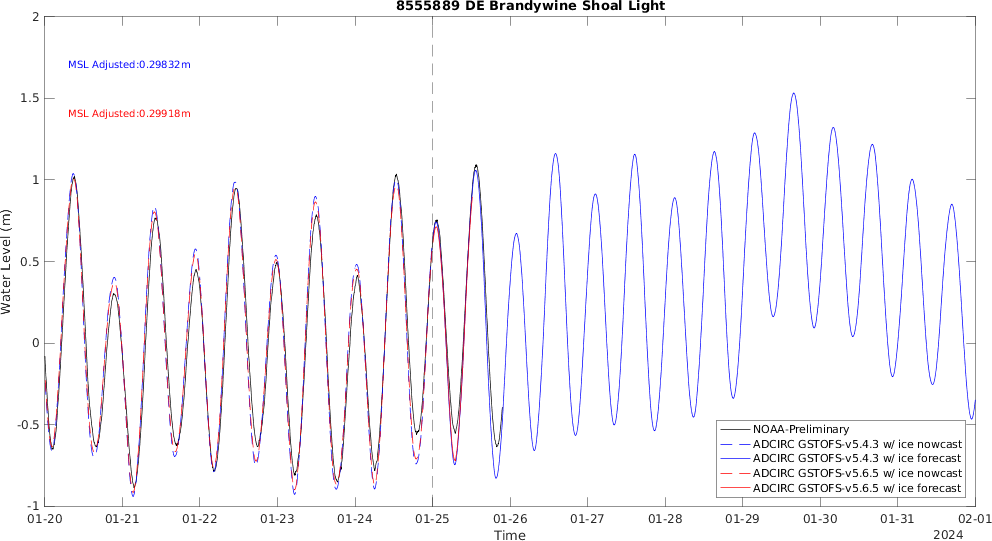 8555889 DE Brandywine Shoal Light
2
1.5
1
0.5
0
-0.5
-1
Water Level (m)
MSL Adjusted:0.29832m
MSL Adjusted:0.29918m
NOAA-Preliminary
ADCIRC GSTOFS-v5.4.3 w/ ice nowcast
ADCIRC GSTOFS-v5.4.3 w/ ice forecast
ADCIRC GSTOFS-v5.6.5 w/ ice nowcast
ADCIRC GSTOFS-v5.6.5 w/ ice forecast
01-20 01-21 01-22 01-23 01-24 01-25 01-26 01-27 01-28 01-29 01-30 01-31 02-01
Time
2024